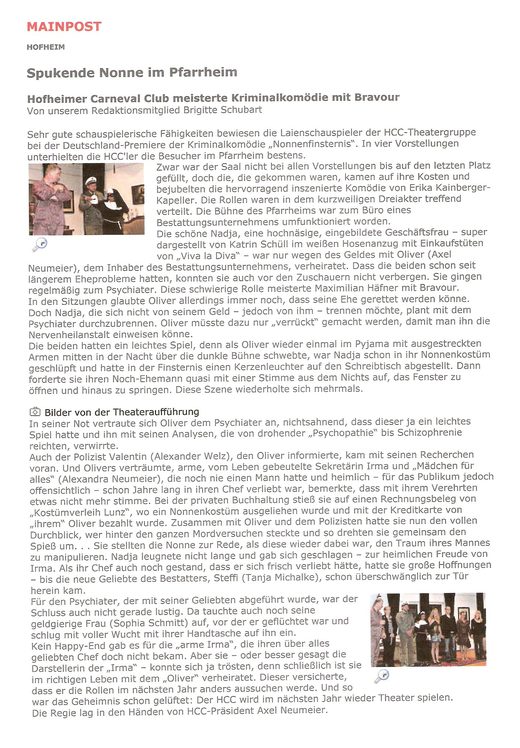 MAINPOST
HOFHEIM
Spukende Nonne im Pfarrheim
Hofheimer Carneval Club meisterte Kriminalkomödie mit Bravour
Von unserem Redaktionsmitglied Brigitte Schubart
Sehr gute schauspielerische Fähigkeiten bewiesen die Laienschauspieler der HCC-Theatergruppe
bei der Deutschland-Premiere der Kriminalkomödie „Nonnenfinsternis". In vier Vorstellungen
unterhielten die HCC'ler die Besucher im Pfarrheim bestens.
Zwar war der Saal nicht bei allen Vorstellungen bis auf den letzten Platz
gefüllt, doch die, die gekommen waren, kamen auf ihre Kosten und
bejubelten die hervorragend inszenierte Komödie von Erika Kainberger-
Kapeller. Die Rollen waren in dem kurzweiligen Dreiakter treffend
verteilt. Die Bühne des Pfarrheims war zum Büro eines
Bestattungsunternehmens umfunktioniert worden.
Die schöne Nadja, eine hochnäsige, eingebildete Geschäftsfrau – super
dargestellt von Katrin Schüll im weißen Hosenanzug mit Einkaufstüten
von „Viva la Diva" – war nur wegen des Geldes mit Oliver (Axel
Neumeier), dem Inhaber des Bestattungsunternehmens, verheiratet. Dass die beiden schon seit
längerem Eheprobleme hatten, konnten sie auch vor den Zuschauern nicht verbergen. Sie gingen
regelmäßig zum Psychiater. Diese schwierige Rolle meisterte Maximilian Häfner mit Bravour.
In den Sitzungen glaubte Oliver allerdings immer noch, dass seine Ehe gerettet werden könne.
Doch Nadja, die sich nicht von seinem Geld – jedoch von ihm – trennen möchte, plant mit dem
Psychiater durchzubrennen. Oliver müsste dazu nur „verrückt" gemacht werden, damit man ihn die
Nervenheilanstalt einweisen könne.
Die beiden hatten ein leichtes Spiel, denn als Oliver wieder einmal im Pyjama mit ausgestreckten
Armen mitten in der Nacht über die dunkle Bühne schwebte, war Nadja schon in ihr Nonnenkostüm
geschlüpft und hatte in der Finsternis einen Kerzenleuchter auf den Schreibtisch abgestellt. Dann
forderte sie ihren Noch-Ehemann quasi mit einer Stimme aus dem Nichts auf, das Fenster zu
öffnen und hinaus zu springen. Diese Szene wiederholte sich mehrmals.
Bilder von der Theateraufführung
In seiner Not vertraute sich Oliver dem Psychiater an, nichtsahnend, dass dieser ja ein leichtes
Spiel hatte und ihn mit seinen Analysen, die von drohender „Psychopathie" bis Schizophrenie
reichten, verwirrte.
Auch der Polizist Valentin (Alexander Welz), den Oliver informierte, kam mit seinen Recherchen
voran. Und Olivers verträumte, arme, vom Leben gebeutelte Sekretärin Irma und „Mädchen für
alles" (Alexandra Neumeier), die noch nie einen Mann hatte und heimlich – für das Publikum jedoch
offensichtlich – schon Jahre lang in ihren Chef verliebt war, bemerkte, dass mit ihrem Verehrten
etwas nicht mehr stimme. Bei der privaten Buchhaltung stieß sie auf einen Rechnungsbeleg von
„Kostümverleih Lunz", wo ein Nonnenkostüm ausgeliehen wurde und mit der Kreditkarte von
„ihrem" Oliver bezahlt wurde. Zusammen mit Oliver und dem Polizisten hatte sie nun den vollen
Durchblick, wer hinter den ganzen Mordversuchen steckte und so drehten sie gemeinsam den
Spieß um. . . Sie stellten die Nonne zur Rede, als diese wieder dabei war, den Traum ihres Mannes
zu manipulieren. Nadja leugnete nicht lange und gab sich geschlagen – zur heimlichen Freude von
Irma. Als ihr Chef auch noch gestand, dass er sich frisch verliebt hätte, hatte sie große Hoffnungen
– bis die neue Geliebte des Bestatters, Steffi (Tanja Michalke), schon überschwänglich zur Tür
herein kam.
Für den Psychiater, der mit seiner Geliebten abgeführt wurde, war der
Schluss auch nicht gerade lustig. Da tauchte auch noch seine
geldgierige Frau (Sophia Schmitt) auf, vor der er geflüchtet war und
schlug mit voller Wucht mit ihrer Handtasche auf ihn ein.
Kein Happy-End gab es für die „arme Irma", die ihren über alles
geliebten Chef doch nicht bekam. Aber sie – oder besser gesagt die
Darstellerin der „Irma" – konnte sich ja trösten, denn schließlich ist sie
im richtigen Leben mit dem „Oliver" verheiratet. Dieser versicherte,
dass er die Rollen im nächsten Jahr anders aussuchen werde. Und so
war das Geheimnis schon gelüftet: Der HCC wird im nächsten Jahr wieder Theater spielen.
Die Regie lag in den Händen von HCC-Präsident Axel Neumeier.